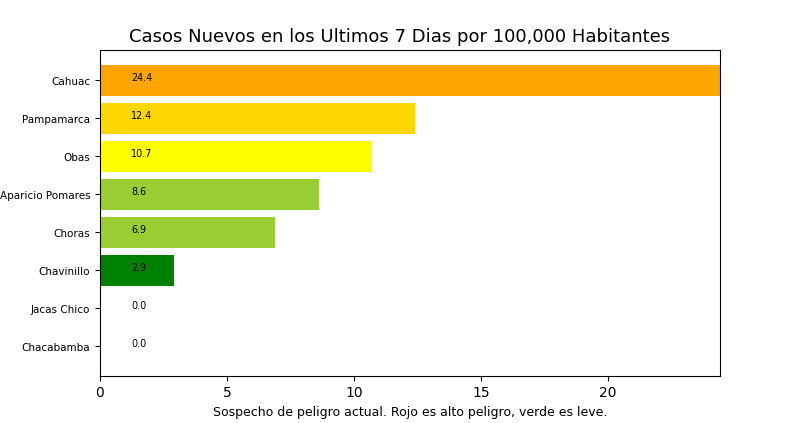 Casos Nuevos en los Ultimos 7 Dias por 100,000 Habitantes
Cahuac 24.4
Pampamarca 12.4
Obas 10.7
Aparicio Pomares 8.6
Choras 6.9
Chavinillo 2.9
Jacas Chico 0.0
Chacabamba 0.0
0 5 10 15 20
Sospecho de peligro actual. Rojo es alto peligro, verde es leve.